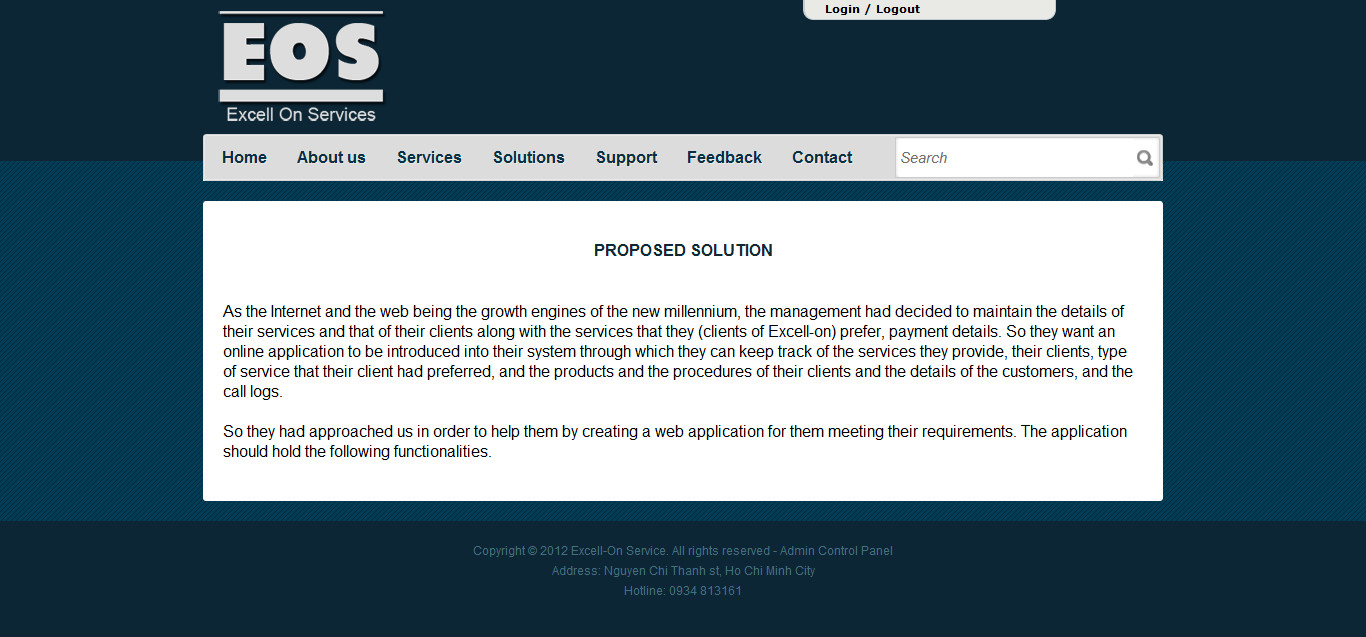 Login / Logout
EOS
Excell On Services
Home About us Services Solutions Support Feedback Contact Search
PROPOSED SOLUTION
As the Internet and the web being the growth engines of the new millennium, the management had decided to maintain the details of
their services and that of their clients along with the services that they (clients of Excell-on) prefer, payment details. So they want an
online application to be introduced into their system through which they can keep track of the services they provide, their clients, type
of service that their client had preferred, and the products and the procedures of their clients and the details of the customers, and the
call logs.
So they had approached us in order to help them by creating a web application for them meeting their requirements. The application
should hold the following functionalities.
Copyright © 2012 Excell-On Service. All rights reserved - Admin Control Panel
Address: Nguyen Chi Thanh st, Ho Chi Minh City
Hotline: 0934 813161